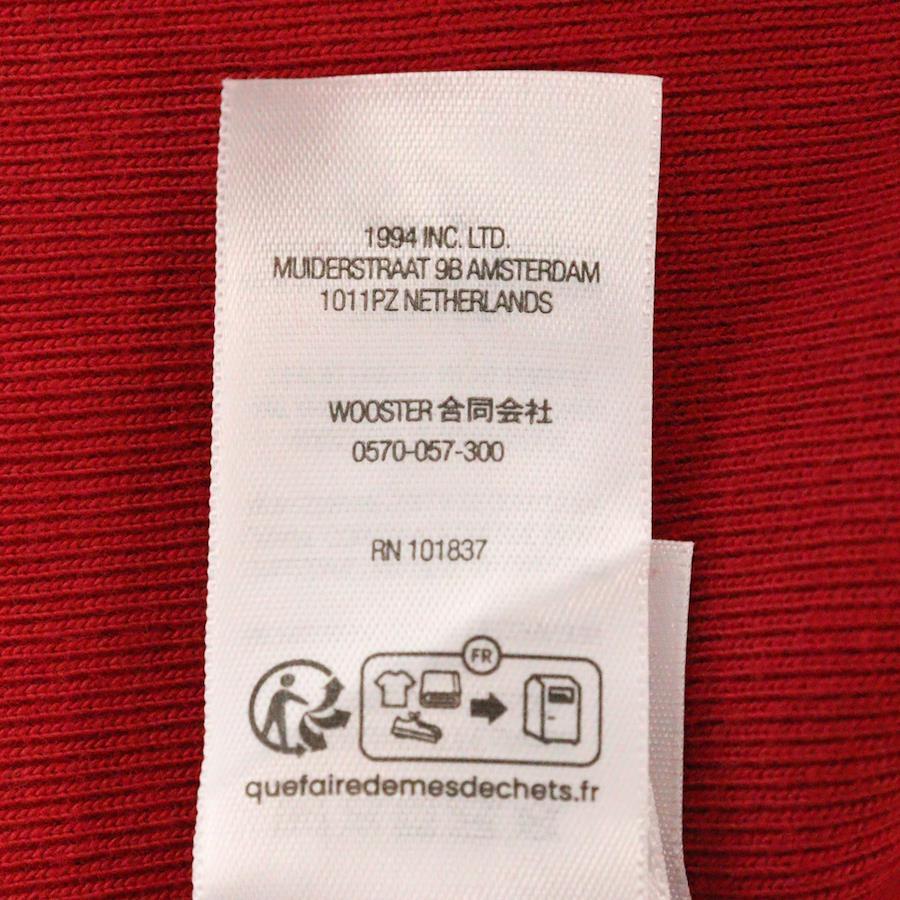 1994 INC. LTD.
MUIDERSTRAAT 9B AMSTERDAM
1011PZ NETHERLANDS
WOOSTER 合同会社
0570-057-300
RN 101837
FR
quefairedemesdechets.fr